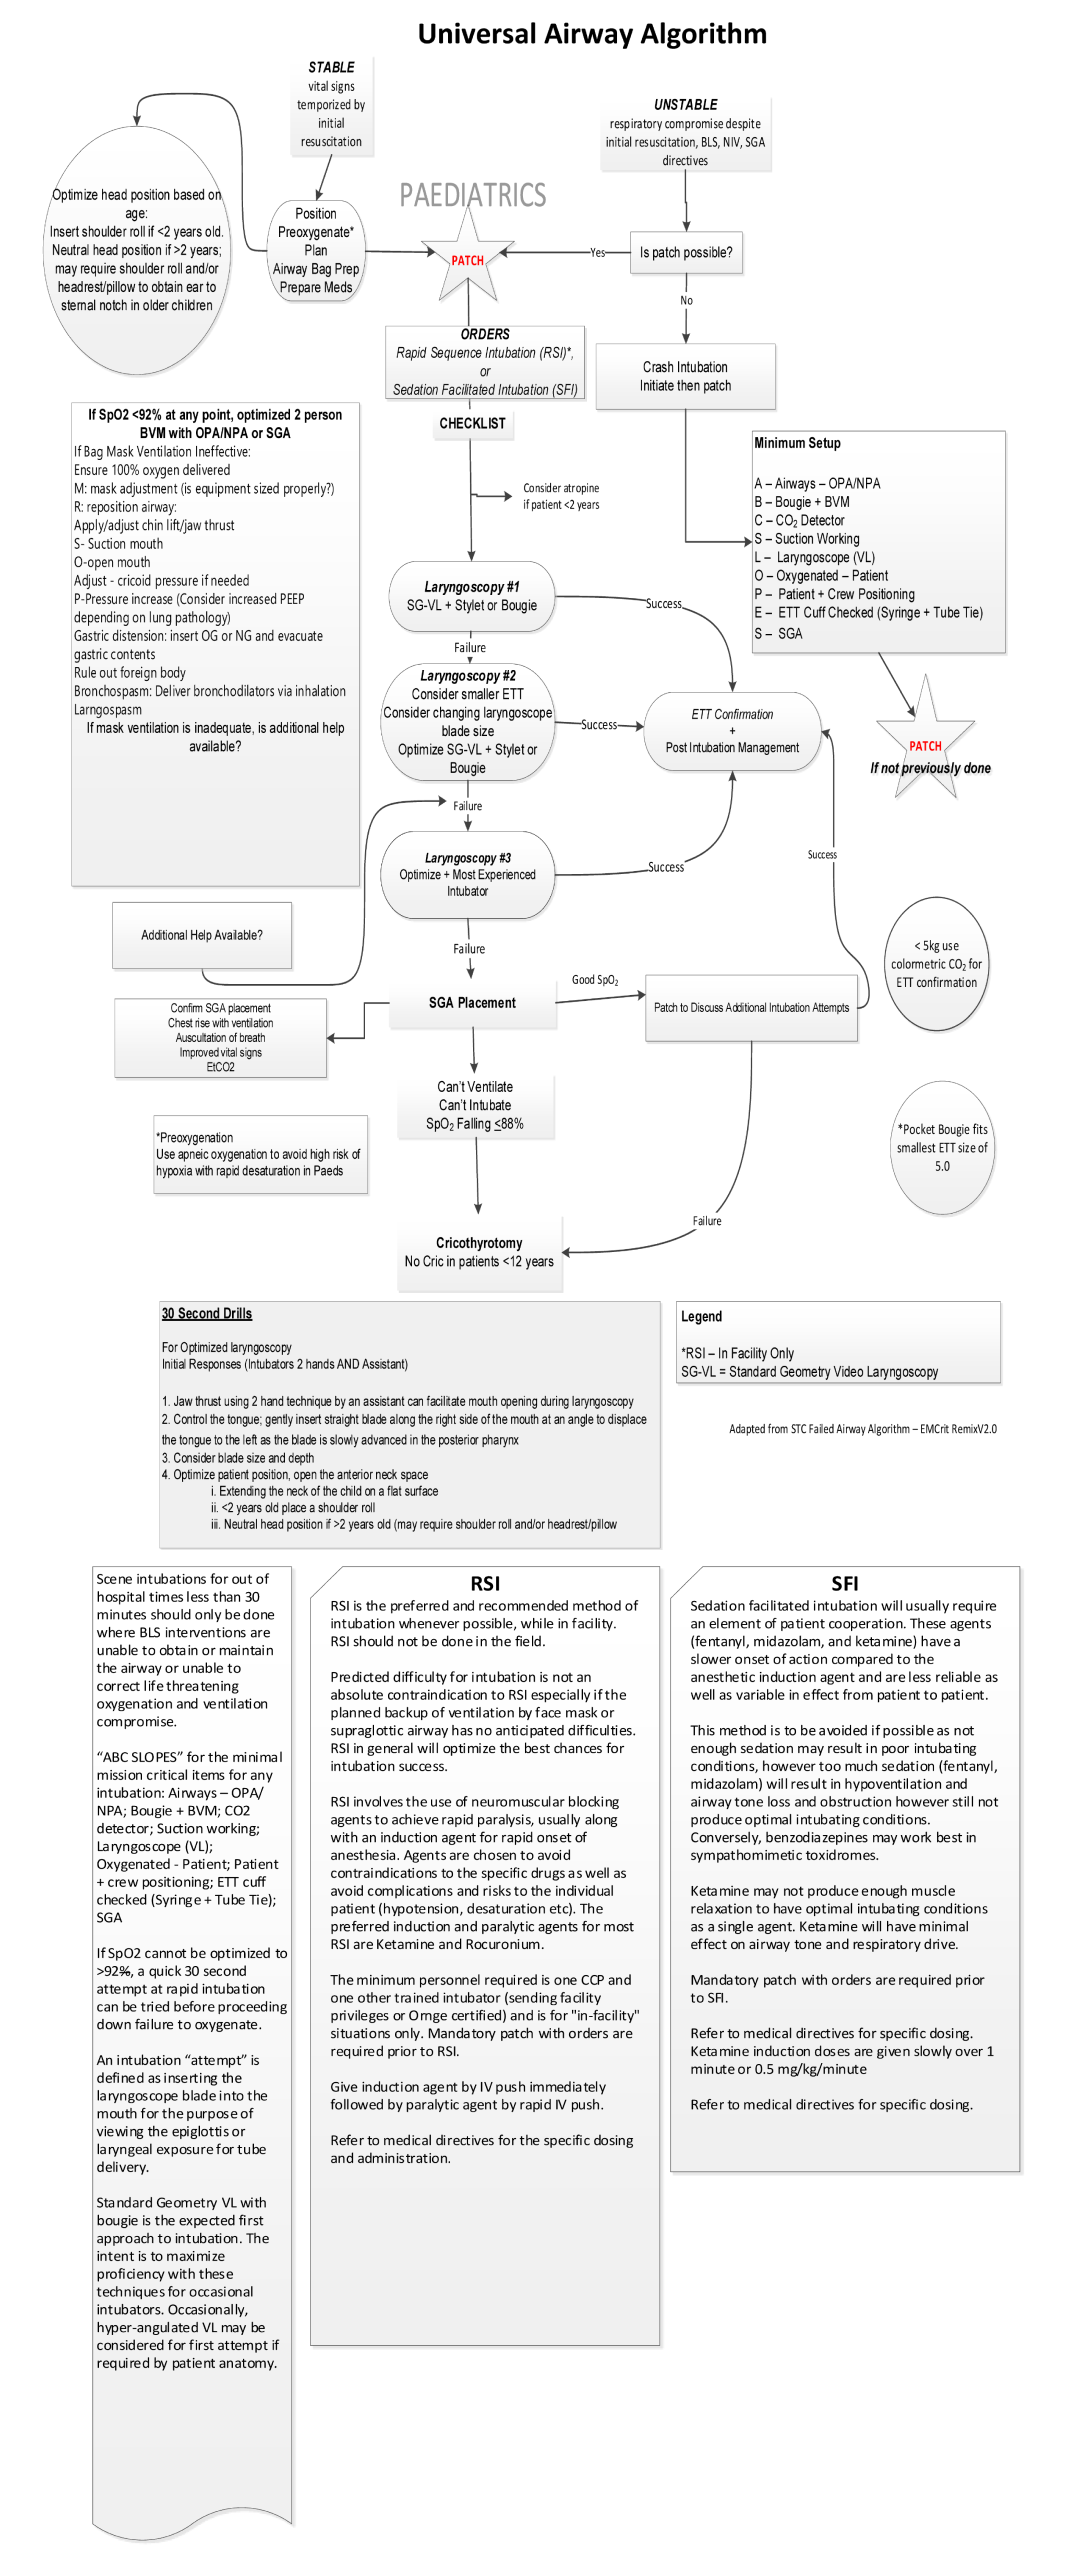 Universal Airway Algorithm
STABLE
vital signs
temporized by
initial
resuscitation
UNSTABLE
respiratory compromise despite
initial resuscitation, BLS, NIV, SGA
directives
PAEDIATRICS
Optimize head position based on
age:
Insert shoulder roll if <2 years old.
Neutral head position if >2 years;
may require shoulder roll and/or
headrest/pillow to obtain ear to
sternal notch in older children
Position
Preoxygenate*
Plan
Airway Bag Prep
Prepare Meds
PATCH
Yes
Is patch possible?
No
ORDERS
Rapid Sequence Intubation (RSI)*,
or
Sedation Facilitated Intubation (SFI)
Crash Intubation
Initiate then patch
CHECKLIST
If SpO2 <92% at any point, optimized 2 person
BVM with OPA/NPA or SGA
If Bag Mask Ventilation Ineffective:
Ensure 100% oxygen delivered
M: mask adjustment (is equipment sized properly?)
R: reposition airway:
Apply/adjust chin lift/jaw thrust
S- Suction mouth
O-open mouth
Adjust - cricoid pressure if needed
P-Pressure increase (Consider increased PEEP
depending on lung pathology)
Gastric distension: insert OG or NG and evacuate
gastric contents
Rule out foreign body
Bronchospasm: Deliver bronchodilators via inhalation
Larngospasm
If mask ventilation is inadequate, is additional help
available?
Consider atropine
if patient <2 years
Minimum Setup
A – Airways – OPA/NPA
B – Bougie + BVM
C – CO2 Detector
S – Suction Working
L – Laryngoscope (VL)
O – Oxygenated – Patient
P – Patient + Crew Positioning
E – ETT Cuff Checked (Syringe + Tube Tie)
S – SGA
Laryngoscopy #1
SG-VL + Stylet or Bougie
Success
Failure
Laryngoscopy #2
Consider smaller ETT
Consider changing laryngoscope
blade size
Optimize SG-VL + Stylet or
Bougie
Success
ETT Confirmation
+
Post Intubation Management
PATCH
If not previously done
Failure
Laryngoscopy #3
Optimize + Most Experienced
Intubator
Success
Success
Additional Help Available?
Failure
< 5kg use
colormetric CO2 for
ETT confirmation
SGA Placement
Good SpO2
Patch to Discuss Additional Intubation Attempts
Confirm SGA placement
Chest rise with ventilation
Auscultation of breath
Improved vital signs
EtCO2
Can't Ventilate
Can't Intubate
SpO2 Falling ≤88%
*Preoxygenation
Use apneic oxygenation to avoid high risk of
hypoxia with rapid desaturation in Paeds
*Pocket Bougie fits
smallest ETT size of
5.0
Failure
Cricothyrotomy
No Cric in patients <12 years
30 Second Drills
For Optimized laryngoscopy
Initial Responses (Intubators 2 hands AND Assistant)
1. Jaw thrust using 2 hand technique by an assistant can facilitate mouth opening during laryngoscopy
2. Control the tongue; gently insert straight blade along the right side of the mouth at an angle to displace
the tongue to the left as the blade is slowly advanced in the posterior pharynx
3. Consider blade size and depth
4. Optimize patient position, open the anterior neck space
i. Extending the neck of the child on a flat surface
ii. <2 years old place a shoulder roll
iii. Neutral head position if >2 years old (may require shoulder roll and/or headrest/pillow
Legend
*RSI – In Facility Only
SG-VL = Standard Geometry Video Laryngoscopy
Adapted from STC Failed Airway Algorithm – EMCrit RemixV2.0
Scene intubations for out of
hospital times less than 30
minutes should only be done
where BLS interventions are
unable to obtain or maintain
the airway or unable to
correct life threatening
oxygenation and ventilation
compromise.
“ABC SLOPES” for the minimal
mission critical items for any
intubation: Airways – OPA/
NPA; Bougie + BVM; CO2
detector; Suction working;
Laryngoscope (VL);
Oxygenated - Patient; Patient
+ crew positioning; ETT cuff
checked (Syringe + Tube Tie);
SGA
If SpO2 cannot be optimized to
>92%, a quick 30 second
attempt at rapid intubation
can be tried before proceeding
down failure to oxygenate.
An intubation “attempt” is
defined as inserting the
laryngoscope blade into the
mouth for the purpose of
viewing the epiglottis or
laryngeal exposure for tube
delivery.
Standard Geometry VL with
bougie is the expected first
approach to intubation. The
intent is to maximize
proficiency with these
techniques for occasional
intubators. Occasionally,
hyper-angulated VL may be
considered for first attempt if
required by patient anatomy.
RSI
RSI is the preferred and recommended method of
intubation whenever possible, while in facility.
RSI should not be done in the field.
Predicted difficulty for intubation is not an
absolute contraindication to RSI especially if the
planned backup of ventilation by face mask or
supraglottic airway has no anticipated difficulties.
RSI in general will optimize the best chances for
intubation success.
RSI involves the use of neuromuscular blocking
agents to achieve rapid paralysis, usually along
with an induction agent for rapid onset of
anesthesia. Agents are chosen to avoid
contraindications to the specific drugs as well as
avoid complications and risks to the individual
patient (hypotension, desaturation etc). The
preferred induction and paralytic agents for most
RSI are Ketamine and Rocuronium.
The minimum personnel required is one CCP and
one other trained intubator (sending facility
privileges or Ornge certified) and is for "in-facility"
situations only. Mandatory patch with orders are
required prior to RSI.
Give induction agent by IV push immediately
followed by paralytic agent by rapid IV push.
Refer to medical directives for the specific dosing
and administration.
SFI
Sedation facilitated intubation will usually require
an element of patient cooperation. These agents
(fentanyl, midazolam, and ketamine) have a
slower onset of action compared to the
anesthetic induction agent and are less reliable as
well as variable in effect from patient to patient.
This method is to be avoided if possible as not
enough sedation may result in poor intubating
conditions, however too much sedation (fentanyl,
midazolam) will result in hypoventilation and
airway tone loss and obstruction however still not
produce optimal intubating conditions.
Conversely, benzodiazepines may work best in
sympathomimetic toxidromes.
Ketamine may not produce enough muscle
relaxation to have optimal intubating conditions
as a single agent. Ketamine will have minimal
effect on airway tone and respiratory drive.
Mandatory patch with orders are required prior
to SFI.
Refer to medical directives for specific dosing.
Ketamine induction doses are given slowly over 1
minute or 0.5 mg/kg/minute
Refer to medical directives for specific dosing.